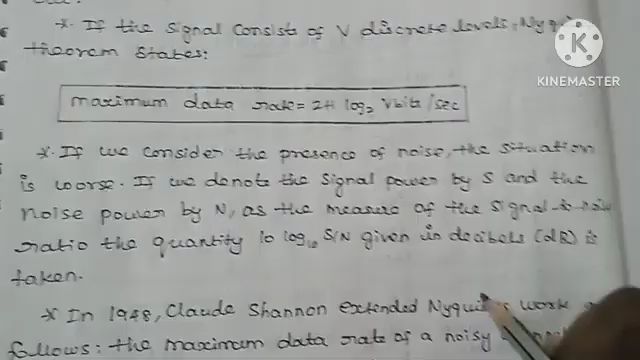 * If the signal consists of V discrete levels, Nyqui
theorem states:
maximum data rate = 2H log₂ V bits/sec
* If we consider the presence of noise, the situation
is worse. If we denote the signal power by S and the
noise power by N, as the measure of the signal-to-noise
ratio the quantity 10 log₁₀ S/N given in decibels (dB) is
taken.
* In 1948, Claude Shannon extended Nyquist's work
follows: the maximum data rate of a noisy
KINEMASTER